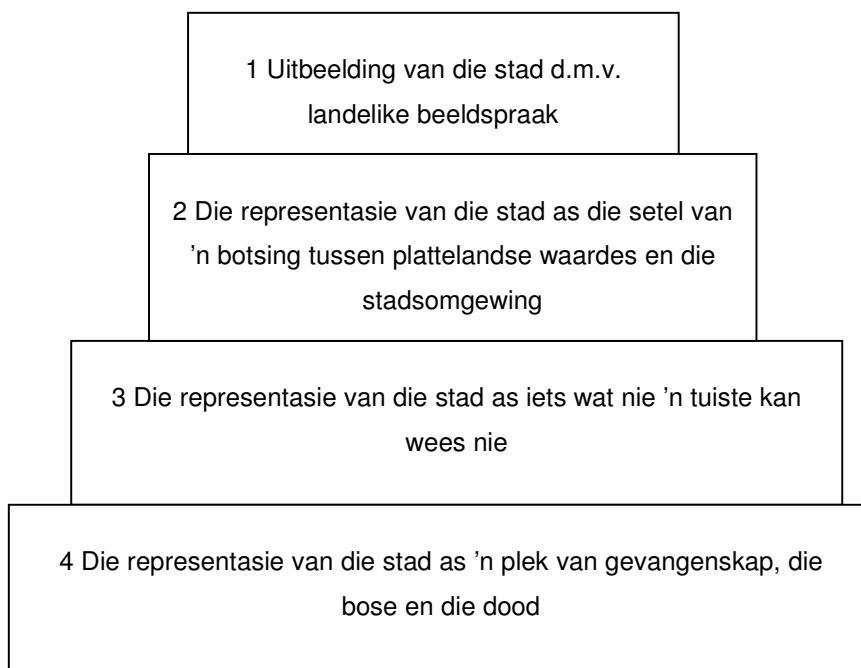 1 Uitbeelding van die stad d.m.v.
landelike beeldspraak
2 Die representasie van die stad as die setel van
’n botsing tussen plattelandse waardes en die
stadsomgewing
3 Die representasie van die stad as iets wat nie ’n tuiste kan
wees nie
4 Die representasie van die stad as ’n plek van gevangenskap, die
bose en die dood